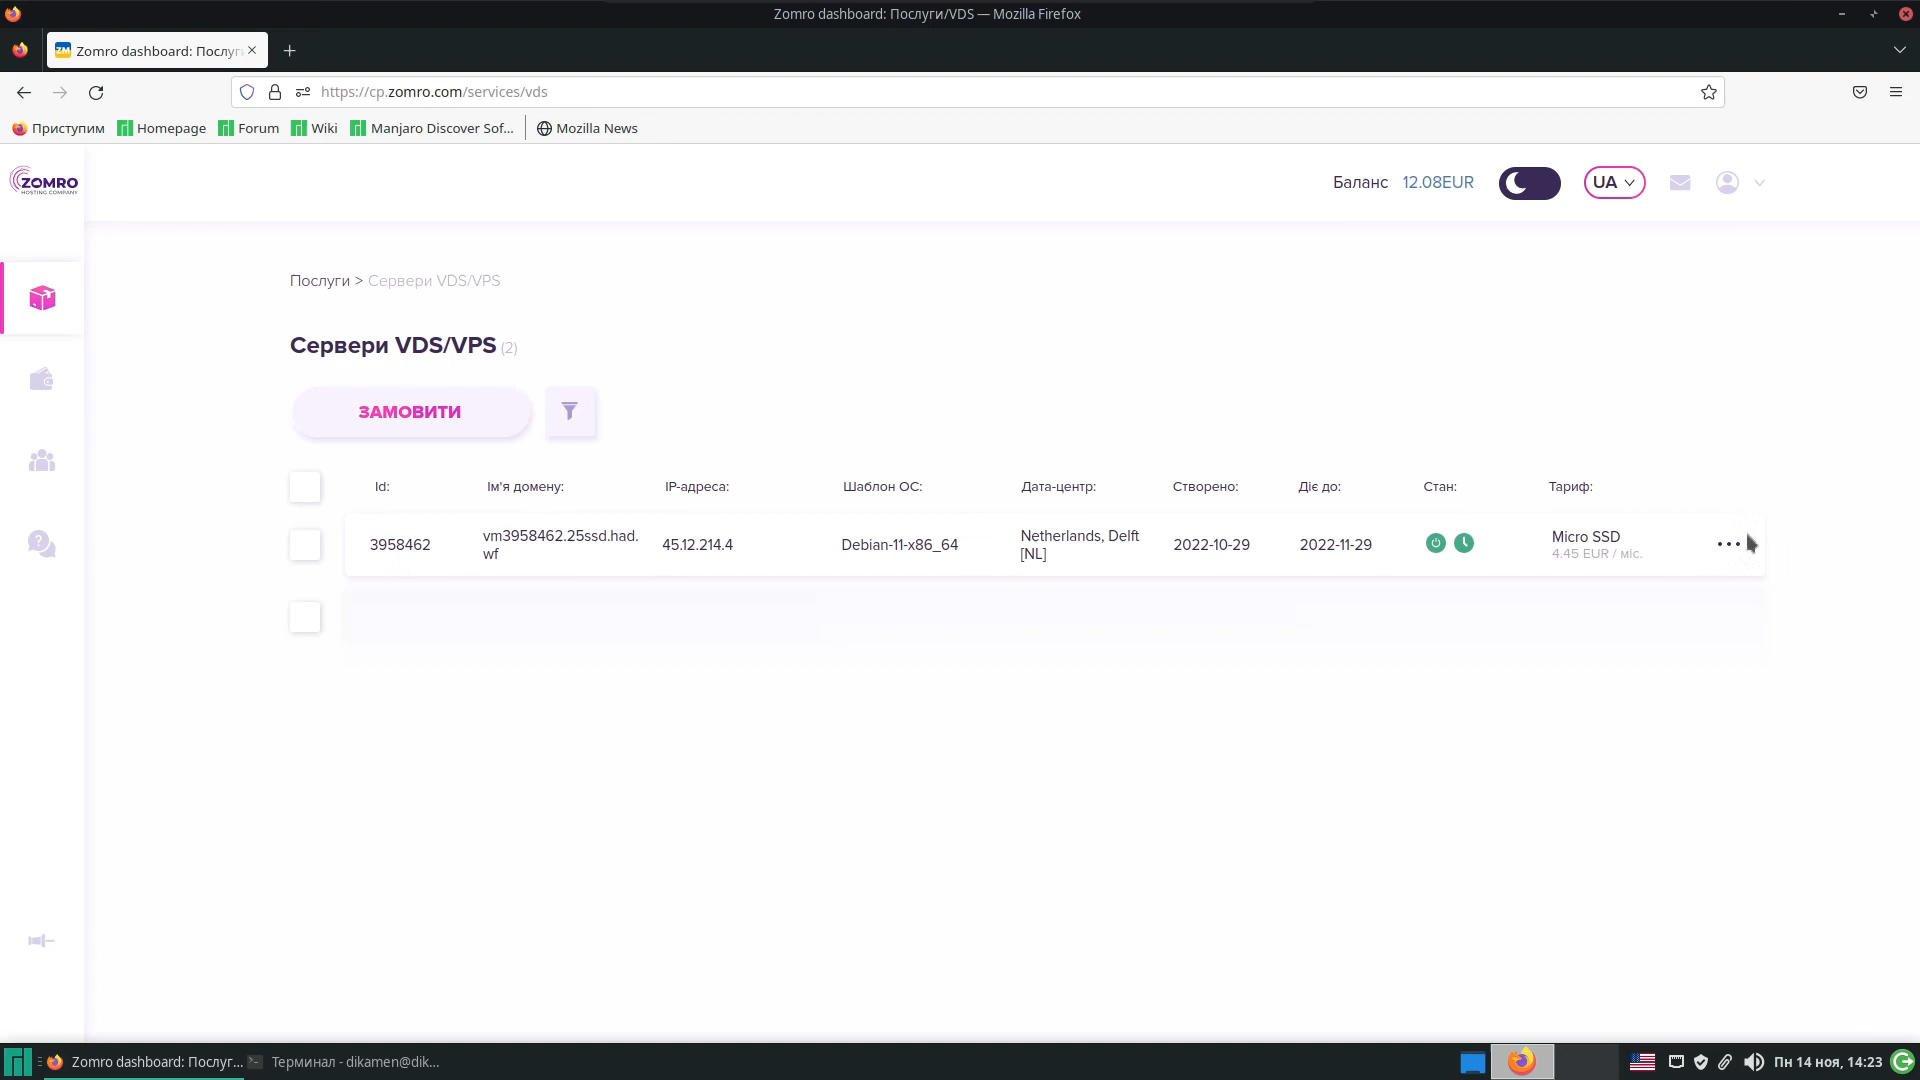 Zomro dashboard: Послуги/VDS — Mozilla Firefox
ZM Zomro dashboard: Послуг
https://cp.zomro.com/services/vds
Приступим Homepage Forum Wiki Manjaro Discover Sof... Mozilla News
ZOMRO
HOSTING COMPANY
Баланс 12.08EUR UA
Послуги > Сервери VDS/VPS
Сервери VDS/VPS (2)
ЗАМОВИТИ
Id: Ім'я домену: IP-адреса: Шаблон ОС: Дата-центр: Створено: Діє до: Стан: Тариф:
3958462 vm3958462.25ssd.had.wf 45.12.214.4 Debian-11-x86_64 Netherlands, Delft [NL] 2022-10-29 2022-11-29 Micro SSD
4.45 EUR / міс.
Zomro dashboard: Послуг... Терминал - dikamen@dik... Пн 14 ноя, 14:23